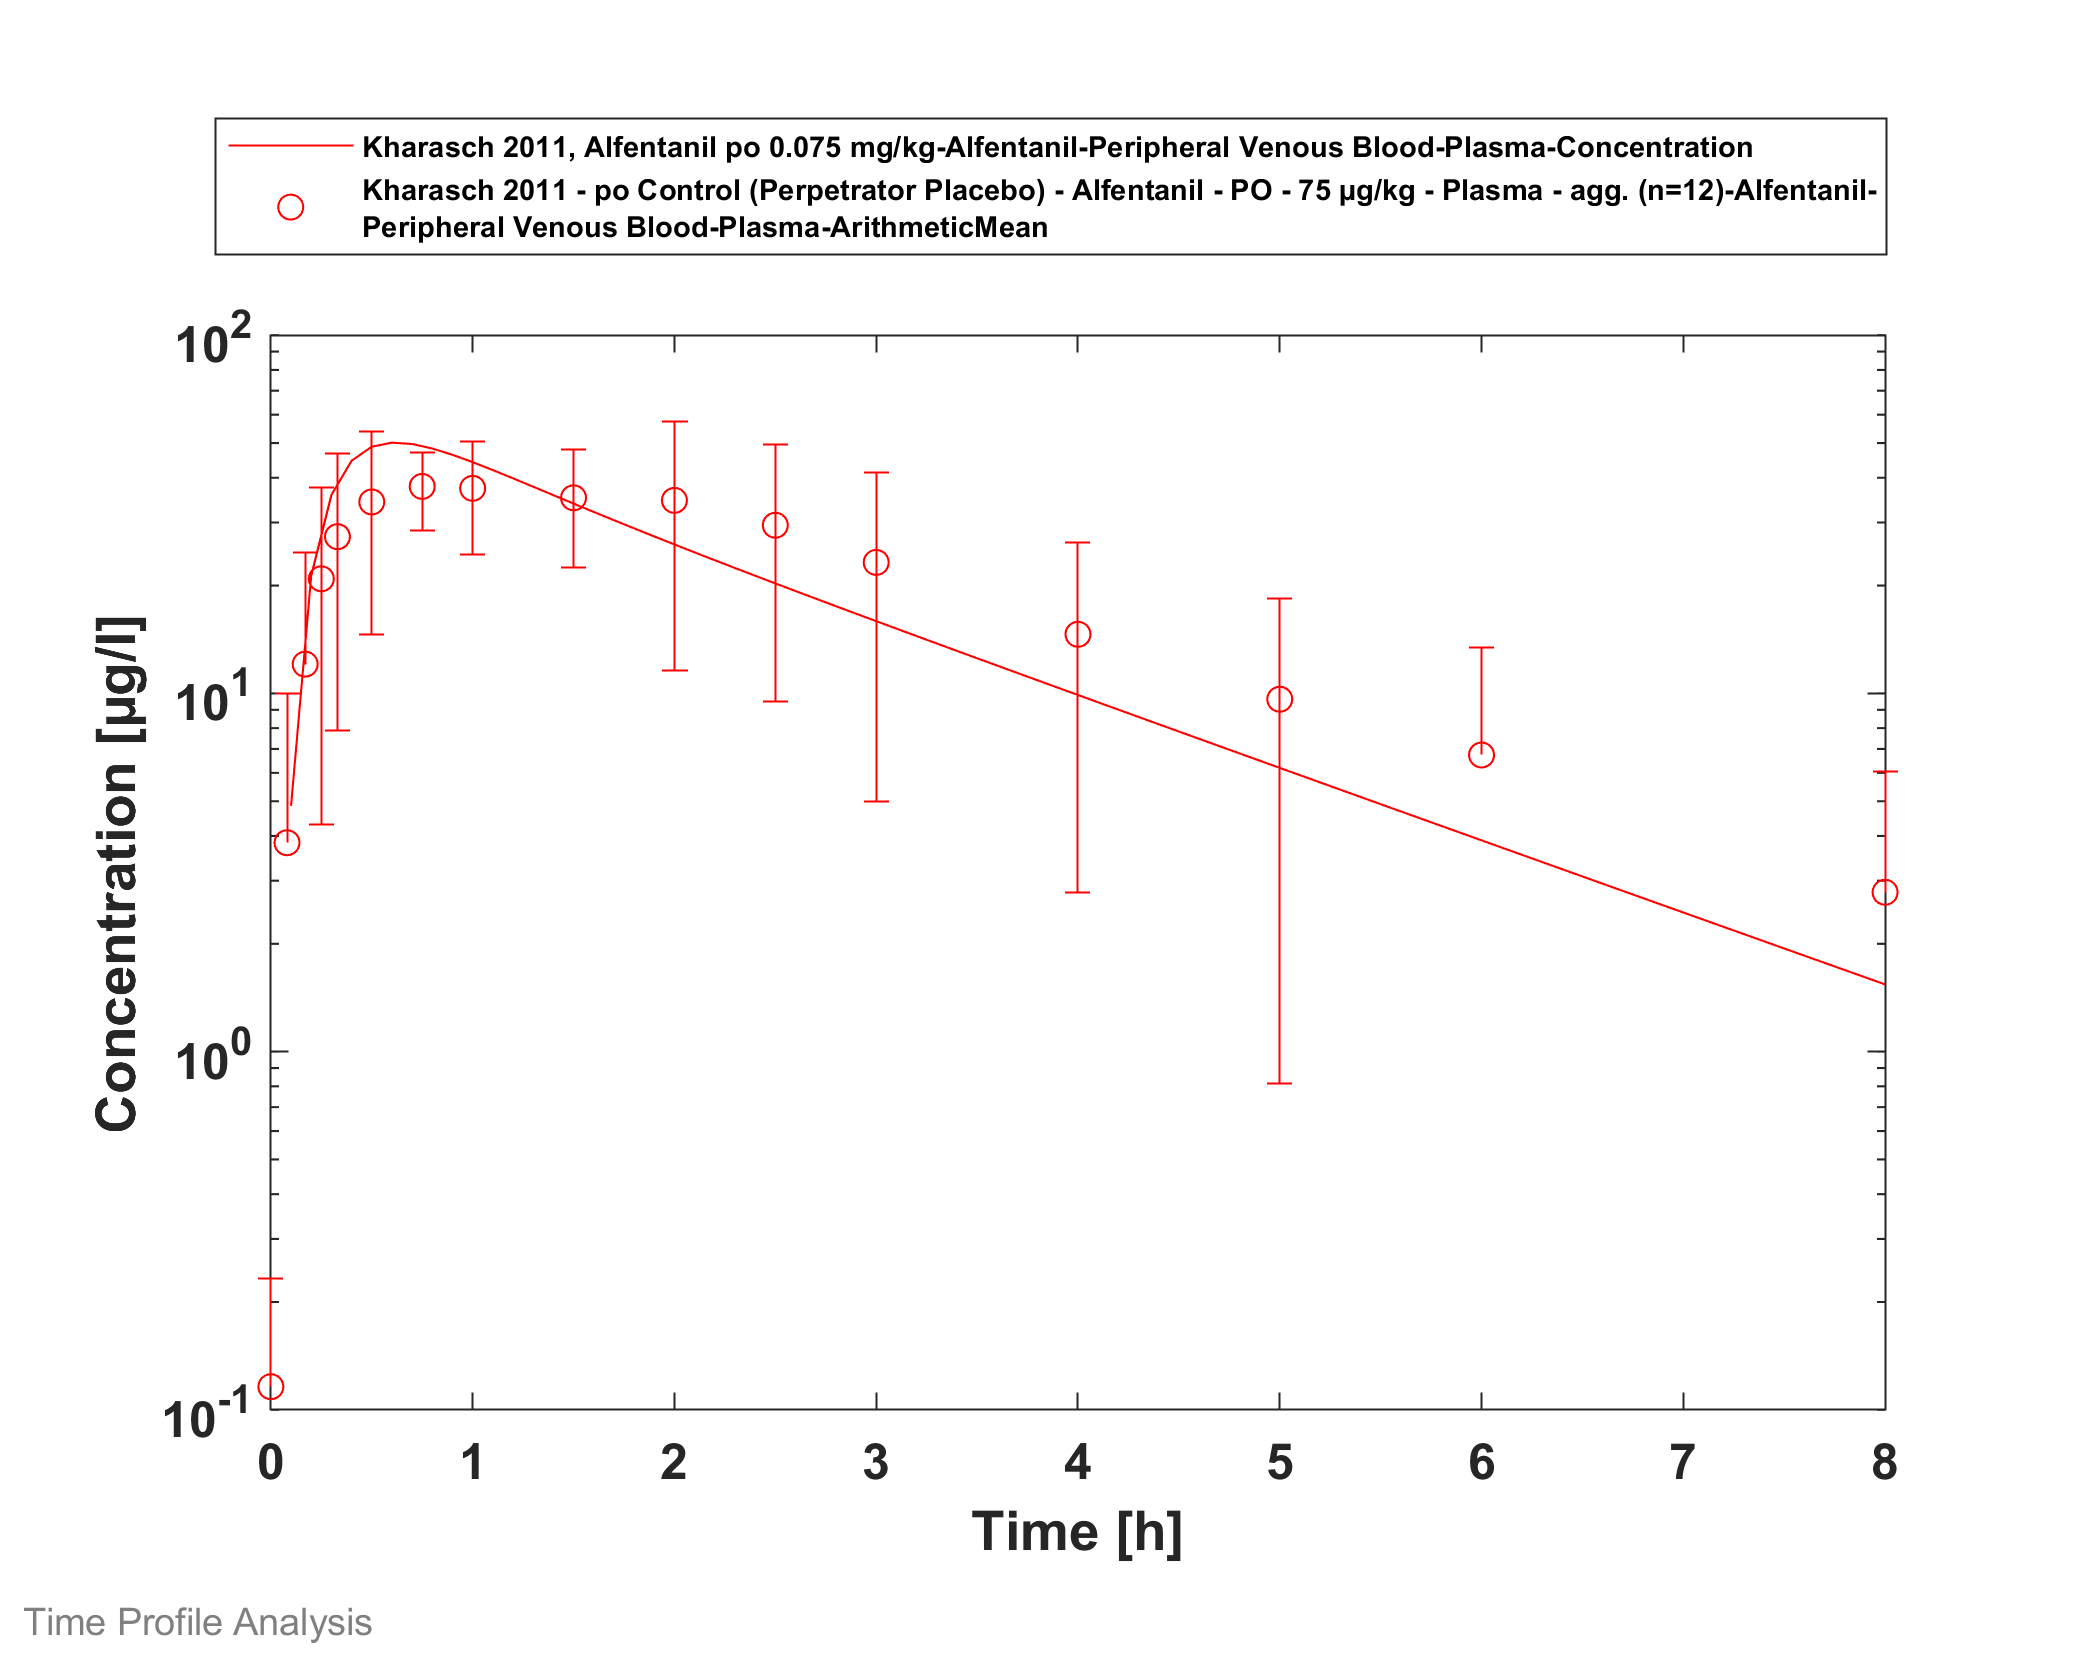 Kharasch 2011, Alfentanil po 0.075 mg/kg-Alfentanil-Peripheral Venous Blood-Plasma-Concentration
Kharasch 2011 - po Control (Perpetrator Placebo) - Alfentanil - PO - 75 µg/kg - Plasma - agg. (n=12)-Alfentanil-
Peripheral Venous Blood-Plasma-ArithmeticMean
10^2
10^1
10^0
10^-1
Concentration [µg/l]
0 1 2 3 4 5 6 7 8
Time [h]
Time Profile Analysis